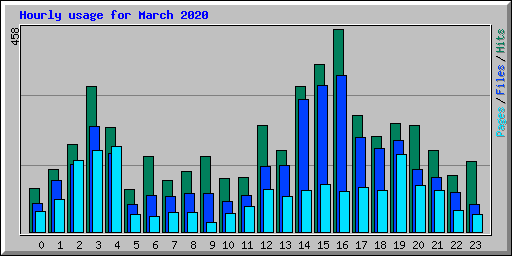 Hourly usage for March 2020
458
Pages/Files/Hits
0 1 2 3 4 5 6 7 8 9 10 11 12 13 14 15 16 17 18 19 20 21 22 23